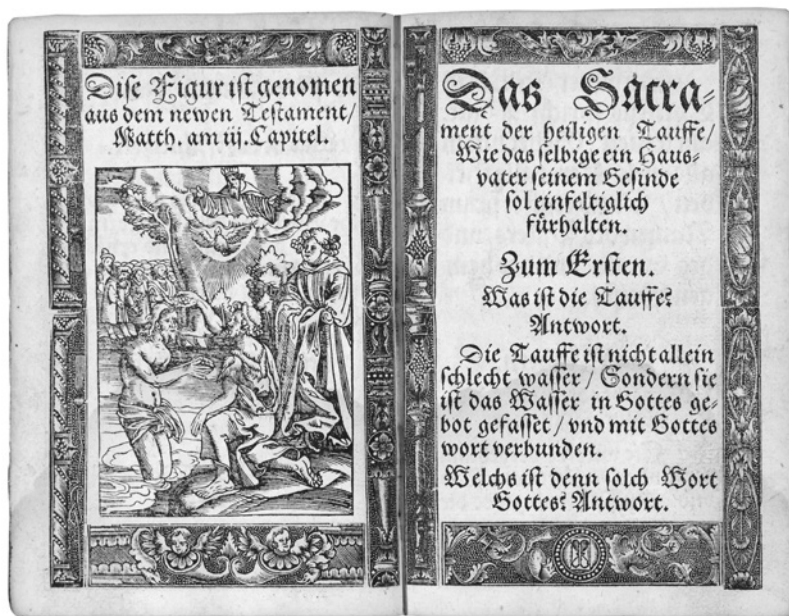 Dise Figur ist genomen
aus dem newen Testament/
Matth. am iij. Capitel.
Das Sacra-
ment der heiligen Tauffe/
Wie das selbige ein Haus-
vater seinem Gesinde
sol einfeltiglich
fürhalten.
Zum Ersten.
Was ist die Tauffe?
Antwort.
Die Tauffe ist nicht allein
schlecht wasser/ Sondern sie
ist das Wasser in Gottes ge-
bot gefasset/ vnd mit Gottes
wort verbunden.
Welchs ist denn solch Wort
Gottes? Antwort.